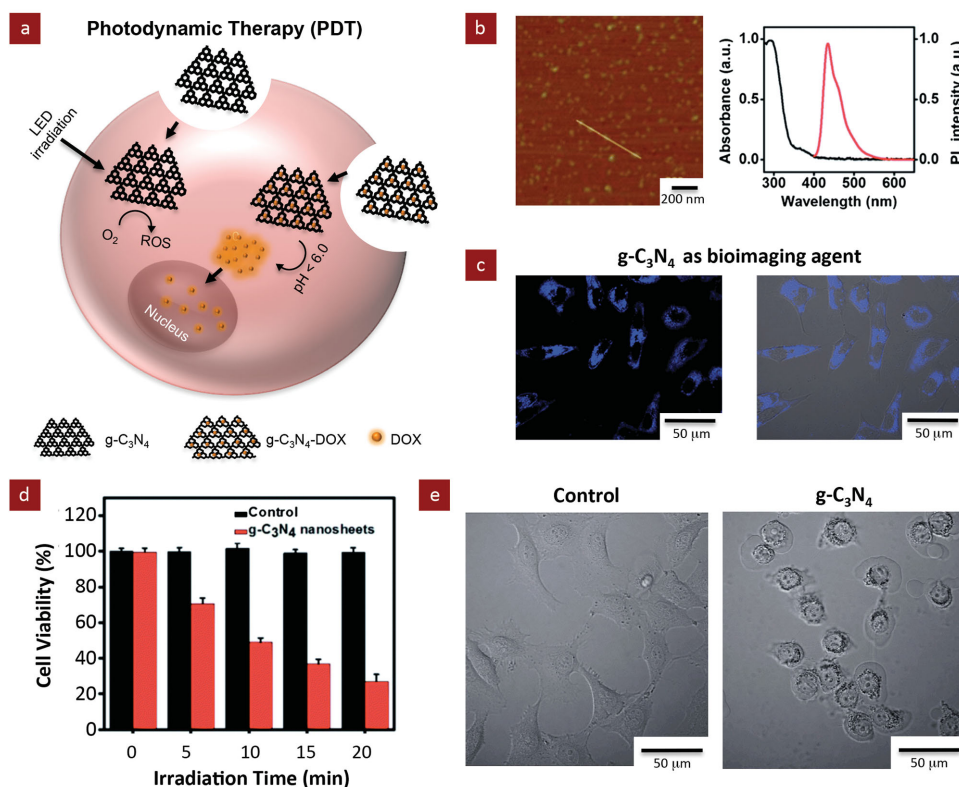 a
Photodynamic Therapy (PDT)
LED
irradiation
O₂
ROS
pH < 6.0
Nucleus
g-C₃N₄
g-C₃N₄-DOX
DOX
b
200 nm
Absorbance (a.u.)
1.0
0.5
0.0
300 400 500 600
Wavelength (nm)
1.0
0.5
0.0
PL intensity (a.u.)
c
g-C₃N₄ as bioimaging agent
50 μm
50 μm
d
Control
g-C₃N₄ nanosheets
Cell Viability (%)
120
100
80
60
40
20
0
0 5 10 15 20
Irradiation Time (min)
e
Control
g-C₃N₄
50 μm
50 μm